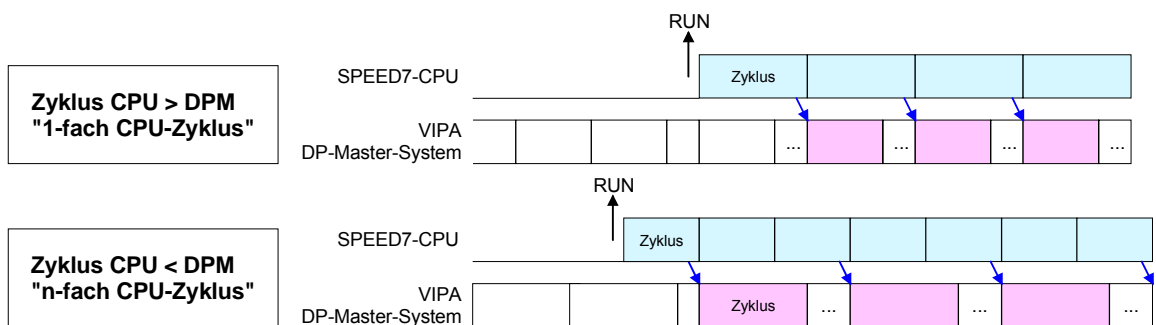 RUN
SPEED7-CPU
Zyklus
Zyklus CPU > DPM
"1-fach CPU-Zyklus"
VIPA
DP-Master-System
... ... ... ...
RUN
SPEED7-CPU
Zyklus
Zyklus CPU < DPM
"n-fach CPU-Zyklus"
VIPA
DP-Master-System
Zyklus ... ... ...